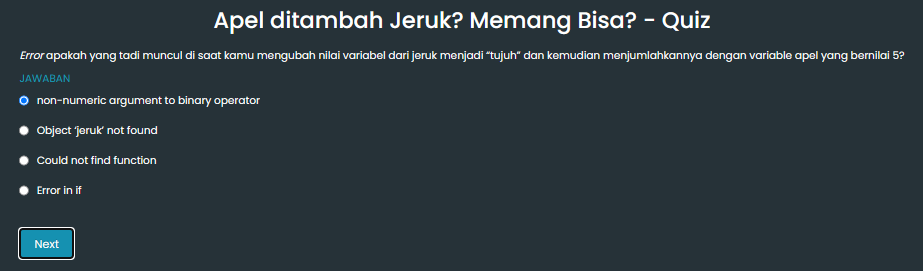 Apel ditambah Jeruk? Memang Bisa? - Quiz
Error apakah yang tadi muncul di saat kamu mengubah nilai variabel dari jeruk menjadi “tujuh” dan kemudian menjumlahkannya dengan variable apel yang bernilai 5?
JAWABAN
non-numeric argument to binary operator
Object ‘jeruk’ not found
Could not find function
Error in if
Next